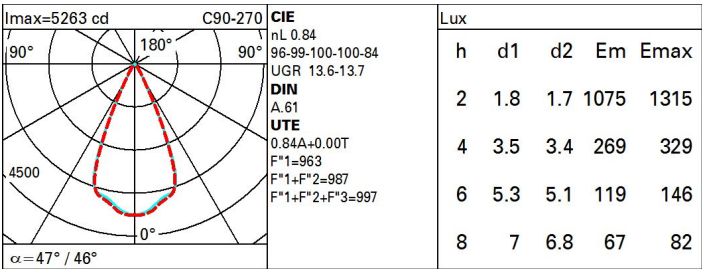 Imax=5263 cd C90-270
90° 180° 90°
4500
0°
α=47° / 46°
CIE
nL 0.84
96-99-100-100-84
UGR 13.6-13.7
DIN
A.61
UTE
0.84A+0.00T
F"1=963
F"1+F"2=987
F"1+F"2+F"3=997
Lux
h d1 d2 Em Emax
2 1.8 1.7 1075 1315
4 3.5 3.4 269 329
6 5.3 5.1 119 146
8 7 6.8 67 82